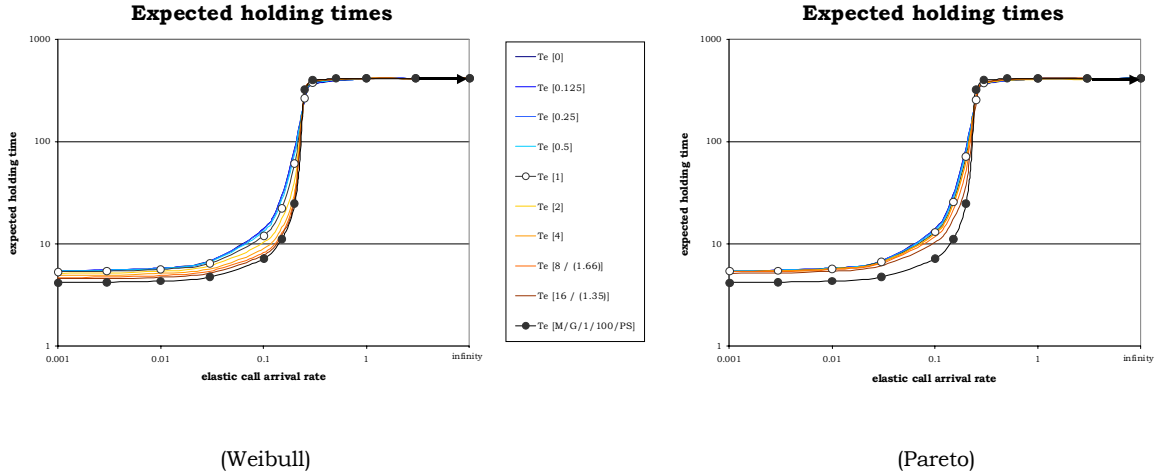 Expected holding times
1000
100
10
1
0.001
0.01
0.1
1
infinity
expected holding time
elastic call arrival rate
Te [0]
Te [0.125]
Te [0.25]
Te [0.5]
Te [1]
Te [2]
Te [4]
Te [8 / (1.66)]
Te [16 / (1.35)]
Te [M/G/1/100/PS]
Expected holding times
1000
100
10
1
0.001
0.01
0.1
1
infinity
expected holding time
elastic call arrival rate
(Weibull)
(Pareto)